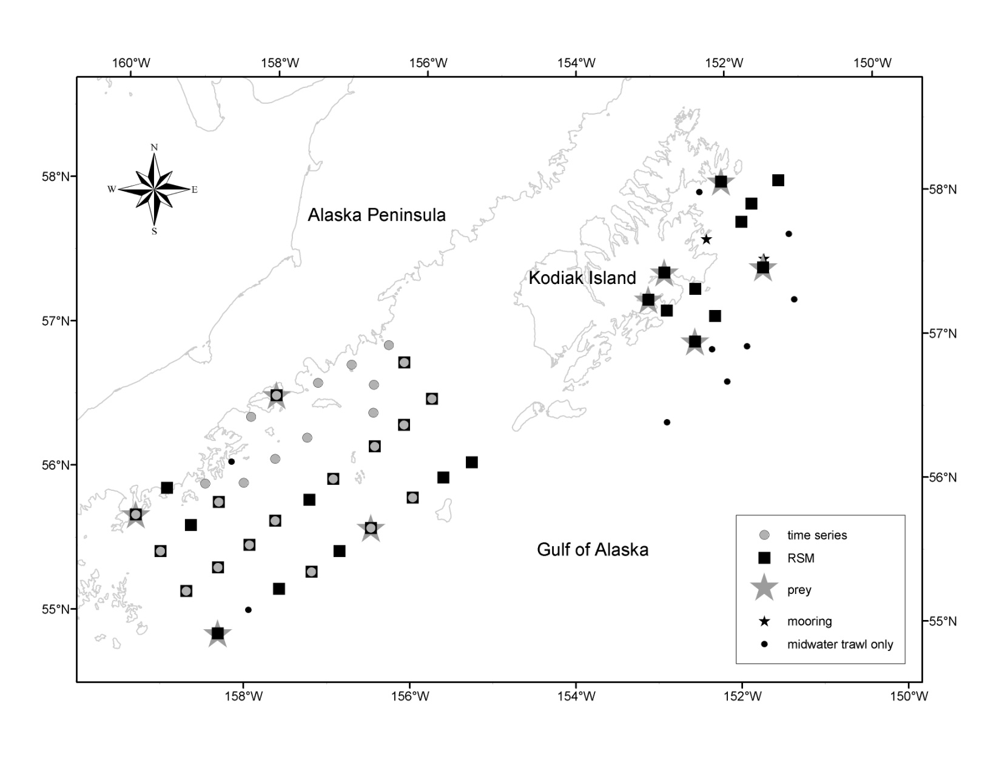 160°W 158°W 156°W 154°W 152°W 150°W
N
W E
S
58°N
58°N
Alaska Peninsula
Kodiak Island
57°N
57°N
56°N
56°N
Gulf of Alaska
55°N
55°N
time series
RSM
prey
mooring
midwater trawl only
158°W 156°W 154°W 152°W 150°W